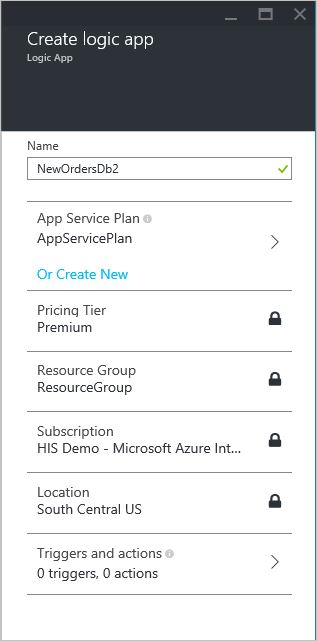 Create logic app
Logic App
Name
NewOrdersDb2
App Service Plan
AppServicePlan
Or Create New
Pricing Tier
Premium
Resource Group
ResourceGroup
Subscription
HIS Demo - Microsoft Azure Int...
Location
South Central US
Triggers and actions
0 triggers, 0 actions